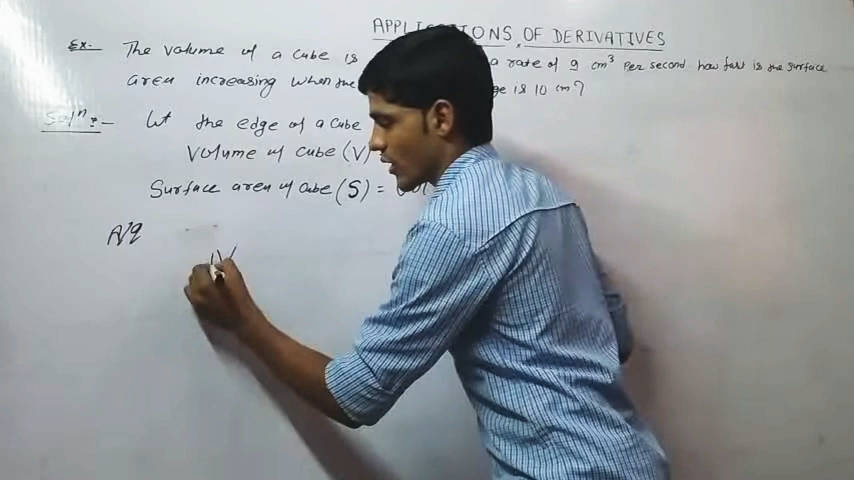 APPLICATIONS OF DERIVATIVES
Ex.- The volume of a cube is a rate of 9 cm³ per second how fast is the surface
area increasing when the ge is 10 cm?
Solⁿ:- let the edge of a cube
Volume of cube (V)
Surface area of cube (S) =
A/q
dV